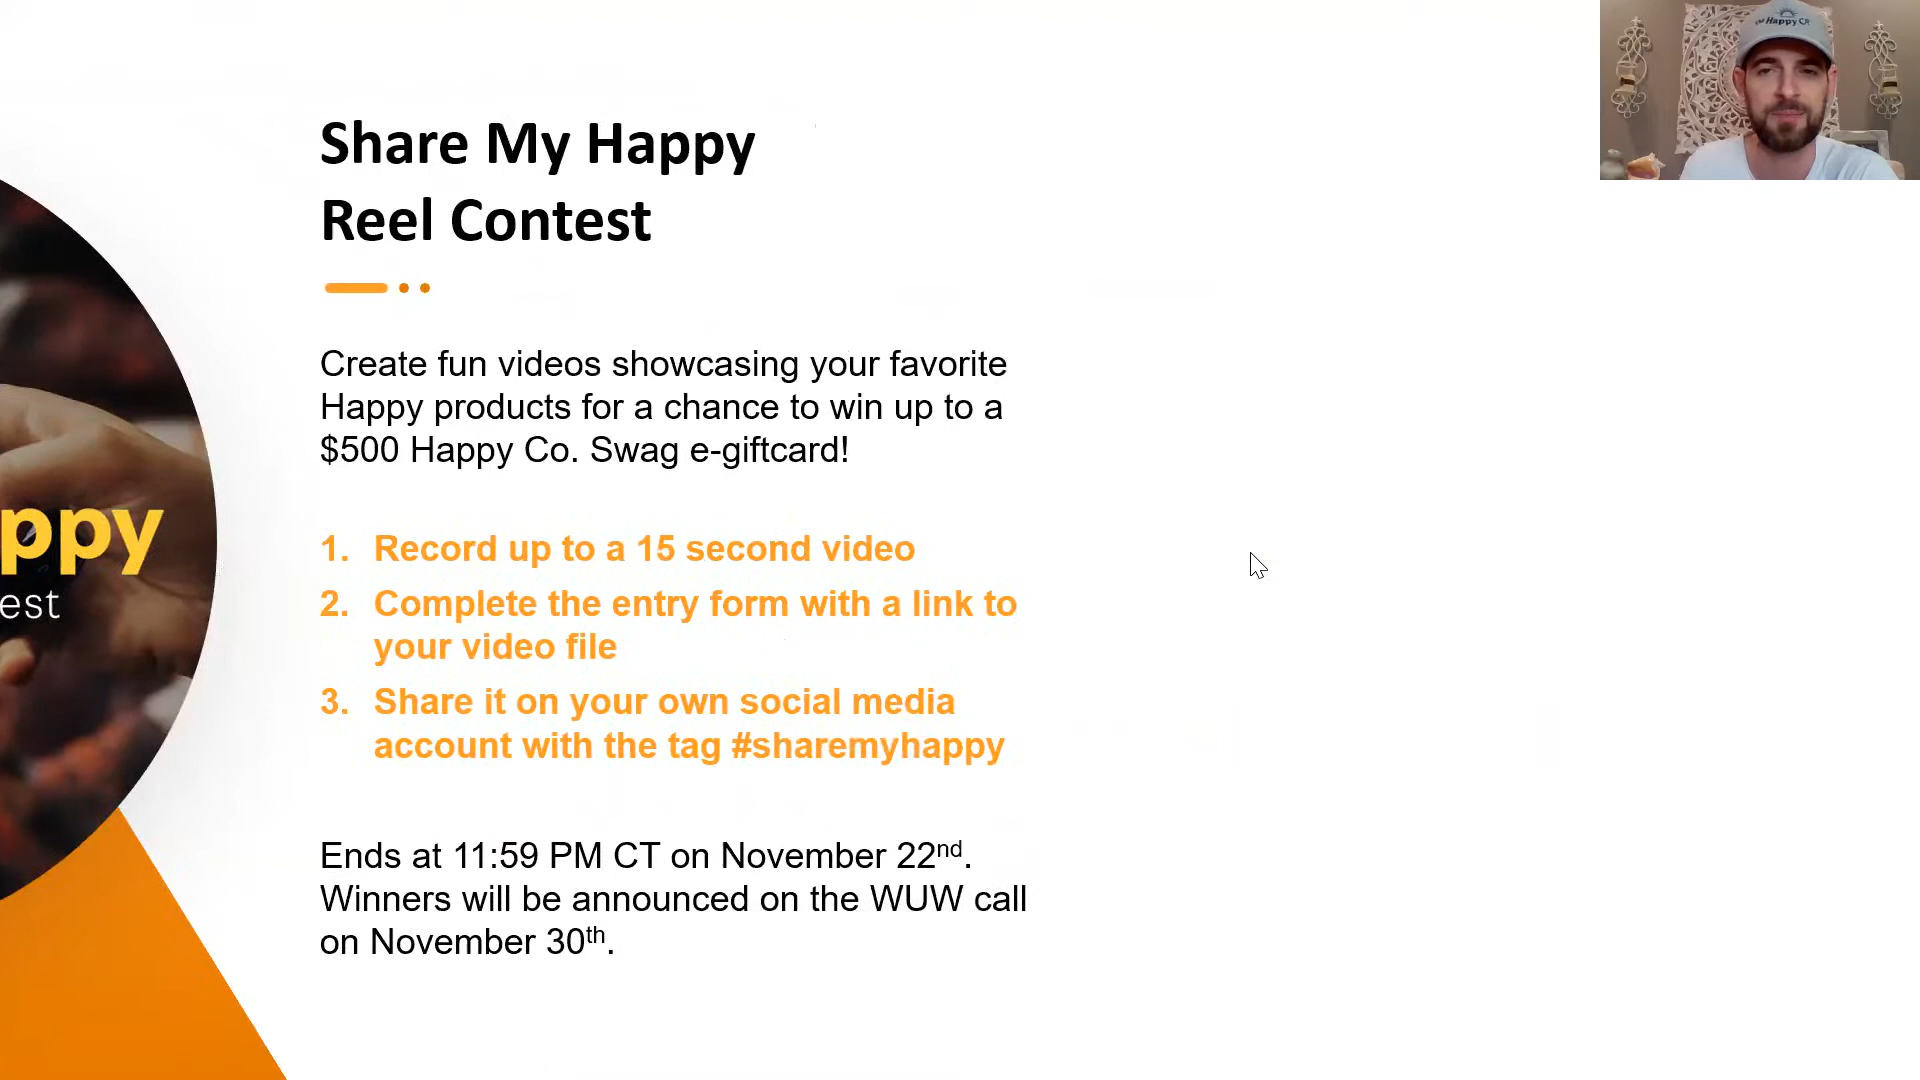 Share My Happy
Reel Contest
Create fun videos showcasing your favorite
Happy products for a chance to win up to a
$500 Happy Co. Swag e-giftcard!
1. Record up to a 15 second video
2. Complete the entry form with a link to
your video file
3. Share it on your own social media
account with the tag #sharemyhappy
Ends at 11:59 PM CT on November 22nd.
Winners will be announced on the WUW call
on November 30th.
ppy
est
the Happy Co